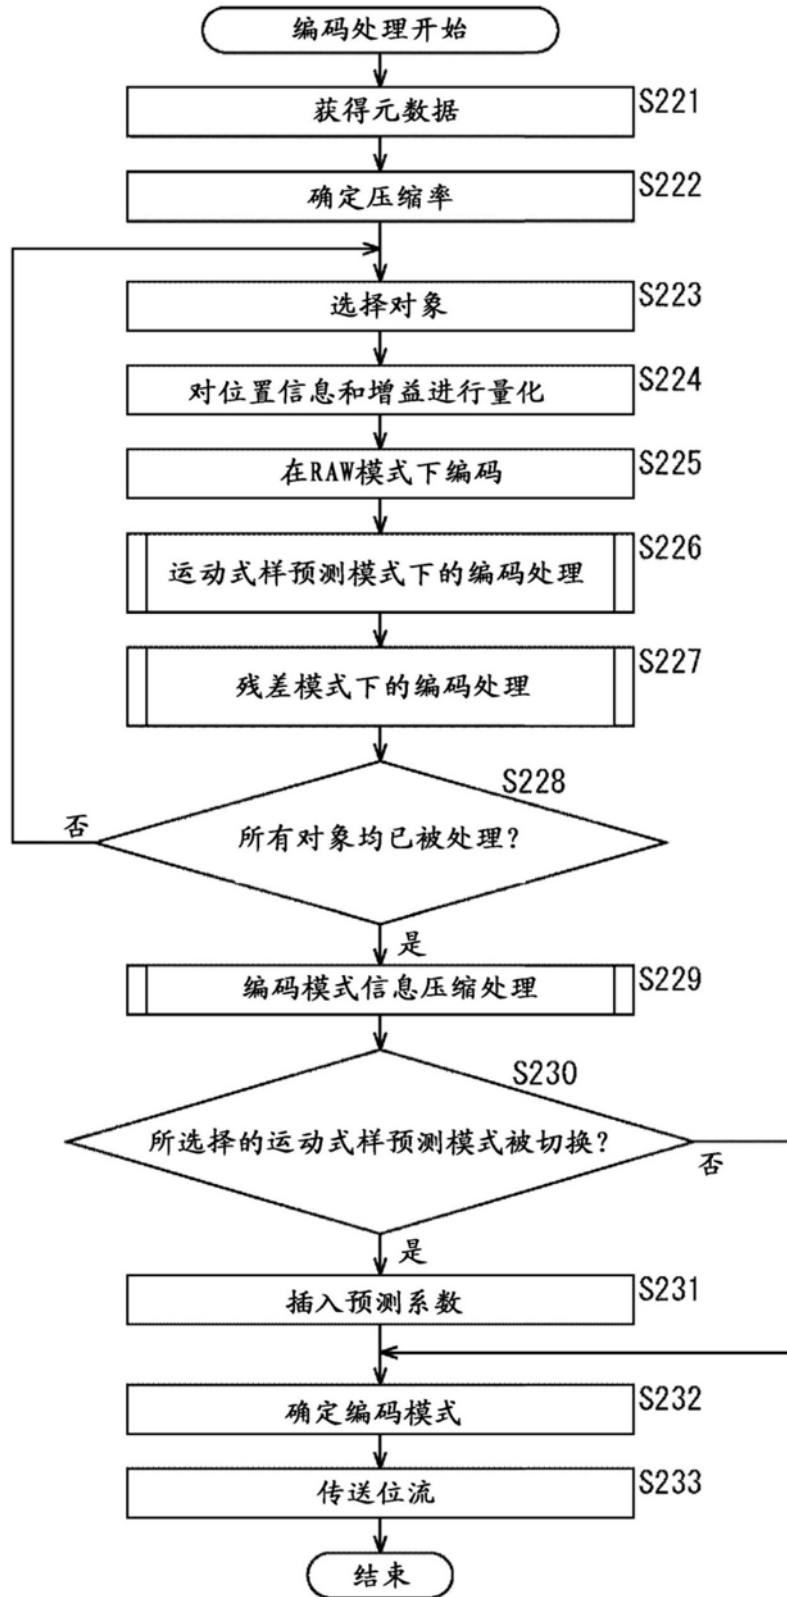 编码处理开始
获得元数据
S221
确定压缩率
S222
选择对象
S223
对位置信息和增益进行量化
S224
在RAW模式下编码
S225
运动式样预测模式下的编码处理
S226
残差模式下的编码处理
S227
S228
所有对象均已被处理?
否
是
编码模式信息压缩处理
S229
S230
所选择的运动式样预测模式被切换?
否
是
插入预测系数
S231
确定编码模式
S232
传送位流
S233
结束